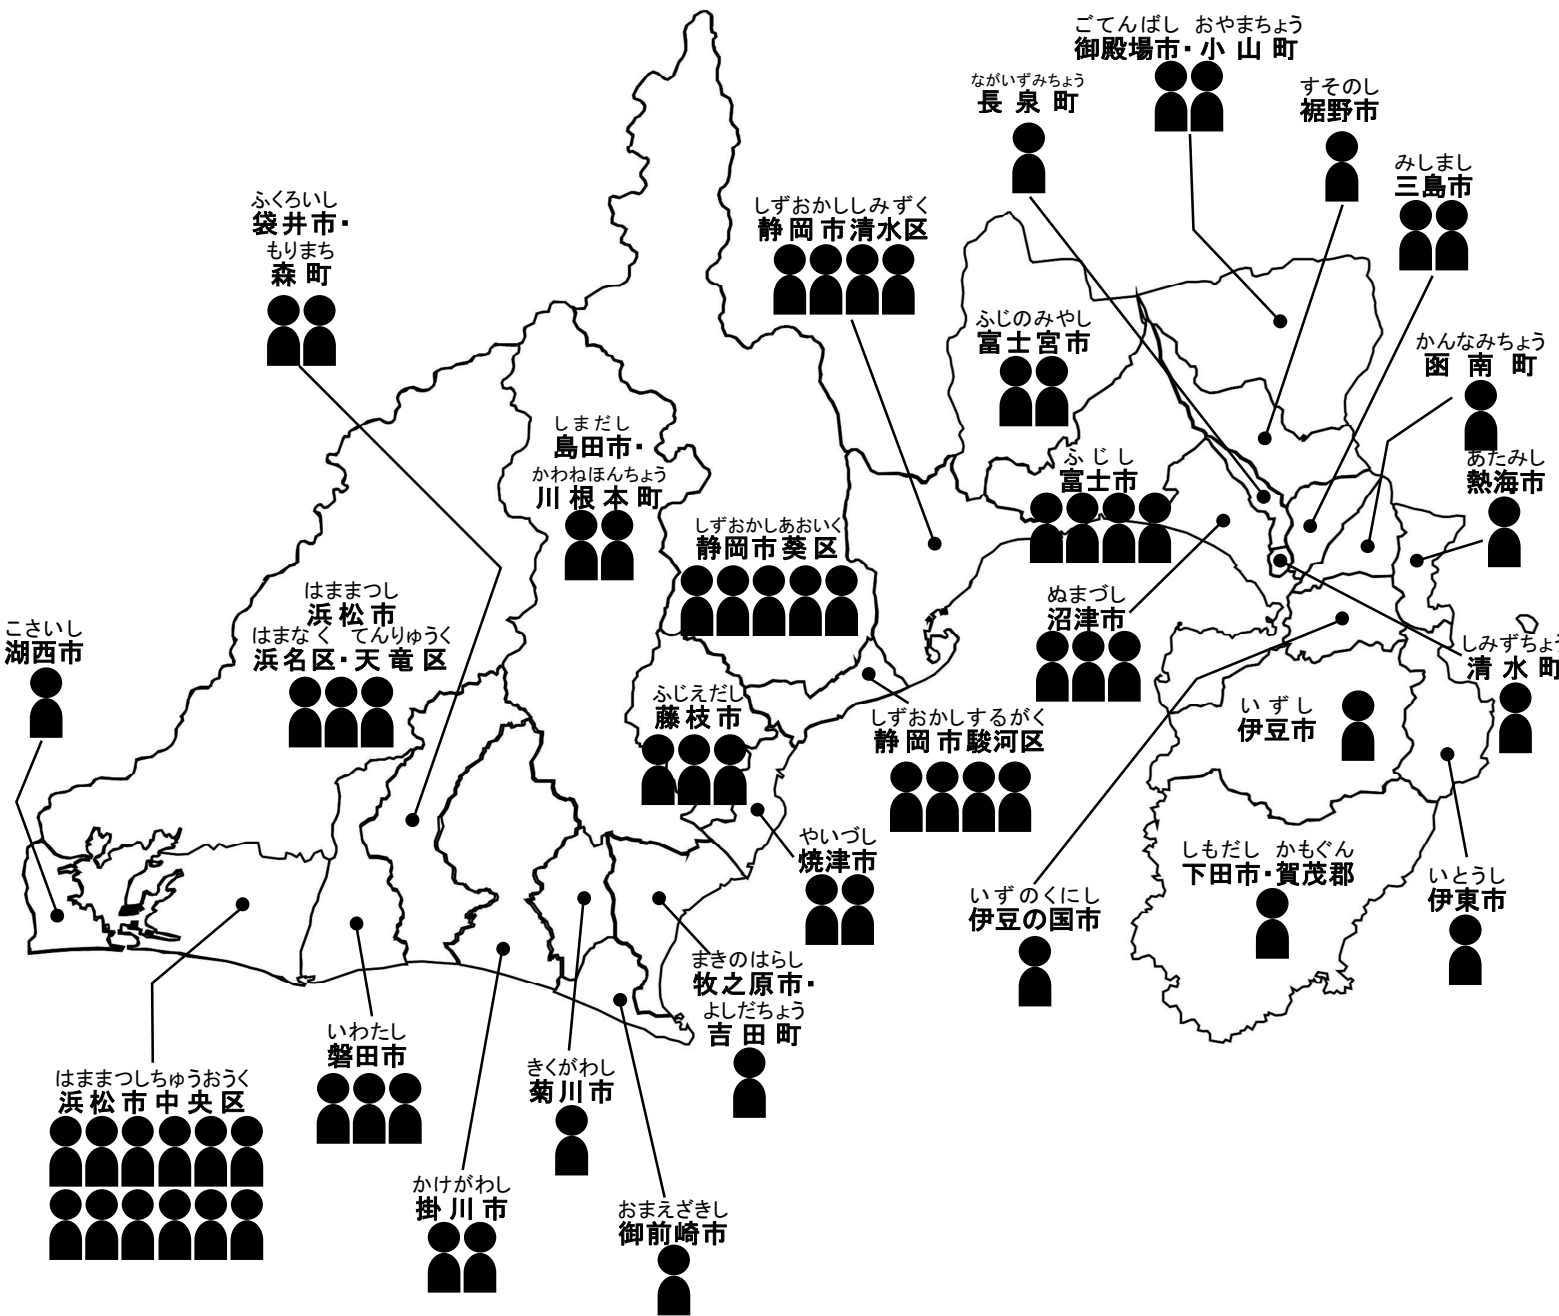 ごてんばし おやまちょう
御殿場市・小山町
ながいずみちょう
長泉町
すそのし
裾野市
みしまし
三島市
ふくろいし
袋井市・
もりまち
森町
しずおかししみずく
静岡市清水区
ふじのみやし
富士宮市
かんなみちょう
函南町
しまだし
島田市・
かわねほんちょう
川根本町
ふじし
富士市
あたみし
熱海市
しずおかしあおいく
静岡市葵区
はままつし
浜松市
はまなく てんりゅうく
浜名区・天竜区
ぬまづし
沼津市
こさいし
湖西市
しみずちょう
清水町
ふじえだし
藤枝市
いずし
伊豆市
しずおかしするがく
静岡市駿河区
やいづし
焼津市
しもだし かもぐん
下田市・賀茂郡
いずのくにし
伊豆の国市
いとうし
伊東市
まきのはらし
牧之原市・
よしだちょう
吉田町
いわたし
磐田市
きくがわし
菊川市
はままつしちゅうおうく
浜松市中央区
かけがわし
掛川市
おまえざきし
御前崎市